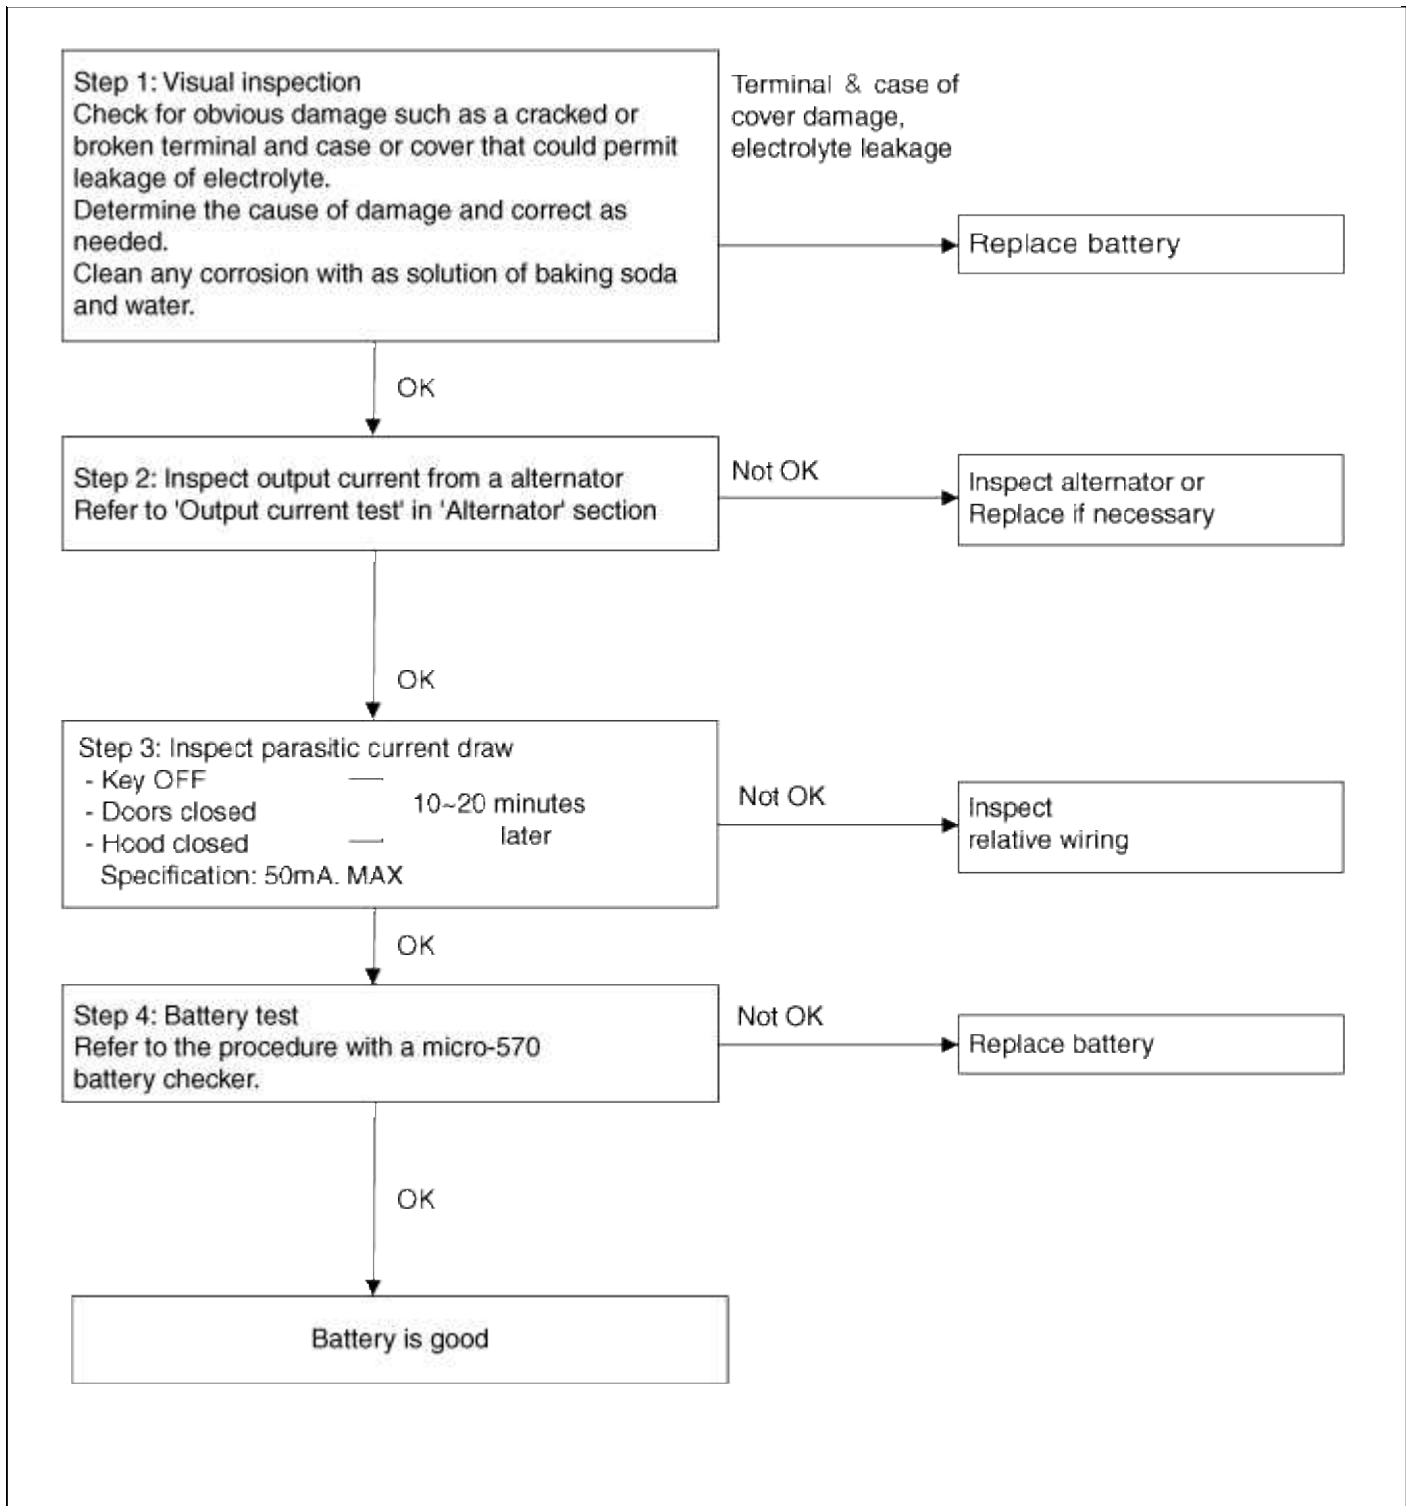 Step 1: Visual inspection
Check for obvious damage such as a cracked or
broken terminal and case or cover that could permit
leakage of electrolyte.
Determine the cause of damage and correct as
needed.
Clean any corrosion with as solution of baking soda
and water.
Terminal & case of
cover damage,
electrolyte leakage
Replace battery
OK
Step 2: Inspect output current from a alternator
Refer to 'Output current test' in 'Alternator' section
Not OK
Inspect alternator or
Replace if necessary
OK
Step 3: Inspect parasitic current draw
- Key OFF
- Doors closed
- Hood closed
10~20 minutes
later
Specification: 50mA. MAX
Not OK
Inspect
relative wiring
OK
Step 4: Battery test
Refer to the procedure with a micro-570
battery checker.
Not OK
Replace battery
OK
Battery is good